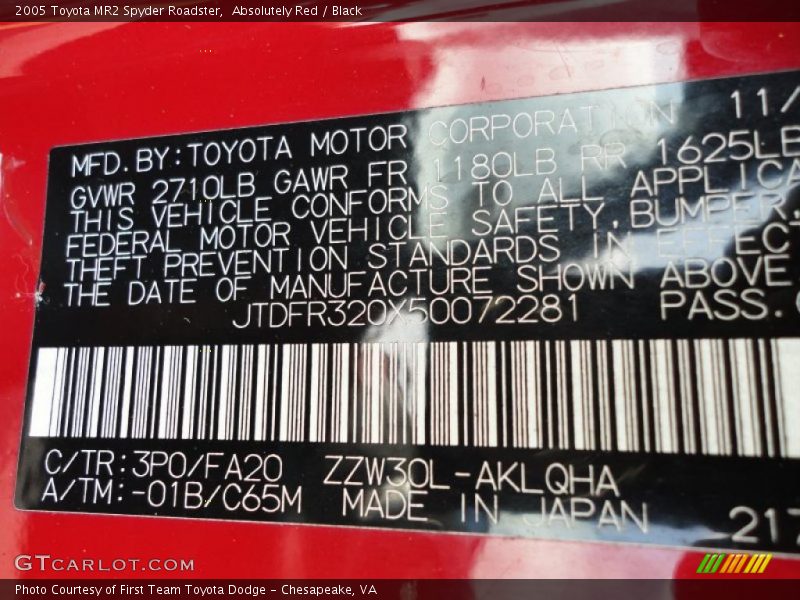 2005 Toyota MR2 Spyder Roadster, Absolutely Red / Black
MFD. BY: TOYOTA MOTOR CORPORATION 11/
GVWR 2710LB GAWR FR 1180LB RR 1625LB
THIS VEHICLE CONFORMS TO ALL APPLICA
FEDERAL MOTOR VEHICLE SAFETY, BUMPER,
THEFT PREVENTION STANDARDS IN EFFECT
THE DATE OF MANUFACTURE SHOWN ABOVE
JTDFR320X50072281 PASS.
C/TR: 3P0/FA20 ZZW30L-AKLQHA
A/TM: -01B/C65M MADE IN JAPAN 217
GTCARLOT.COM
Photo Courtesy of First Team Toyota Dodge - Chesapeake, VA